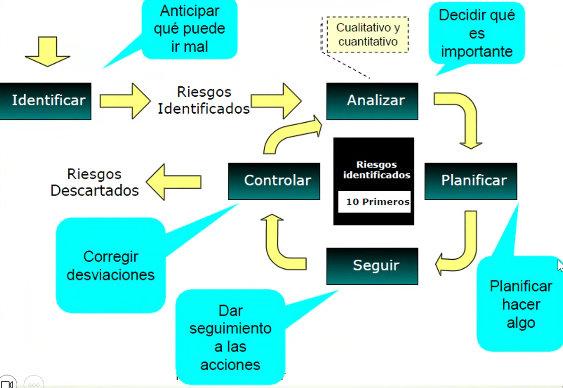 Anticipar
qué puede
ir mal
Cualitativo y
cuantitativo
Decidir qué
es
importante
Identificar
Riesgos
Identificados
Analizar
Riesgos
identificados
10 Primeros
Riesgos
Descartados
Controlar
Planificar
Corregir
desviaciones
Seguir
Planificar
hacer
algo
Dar
seguimiento
a las
acciones